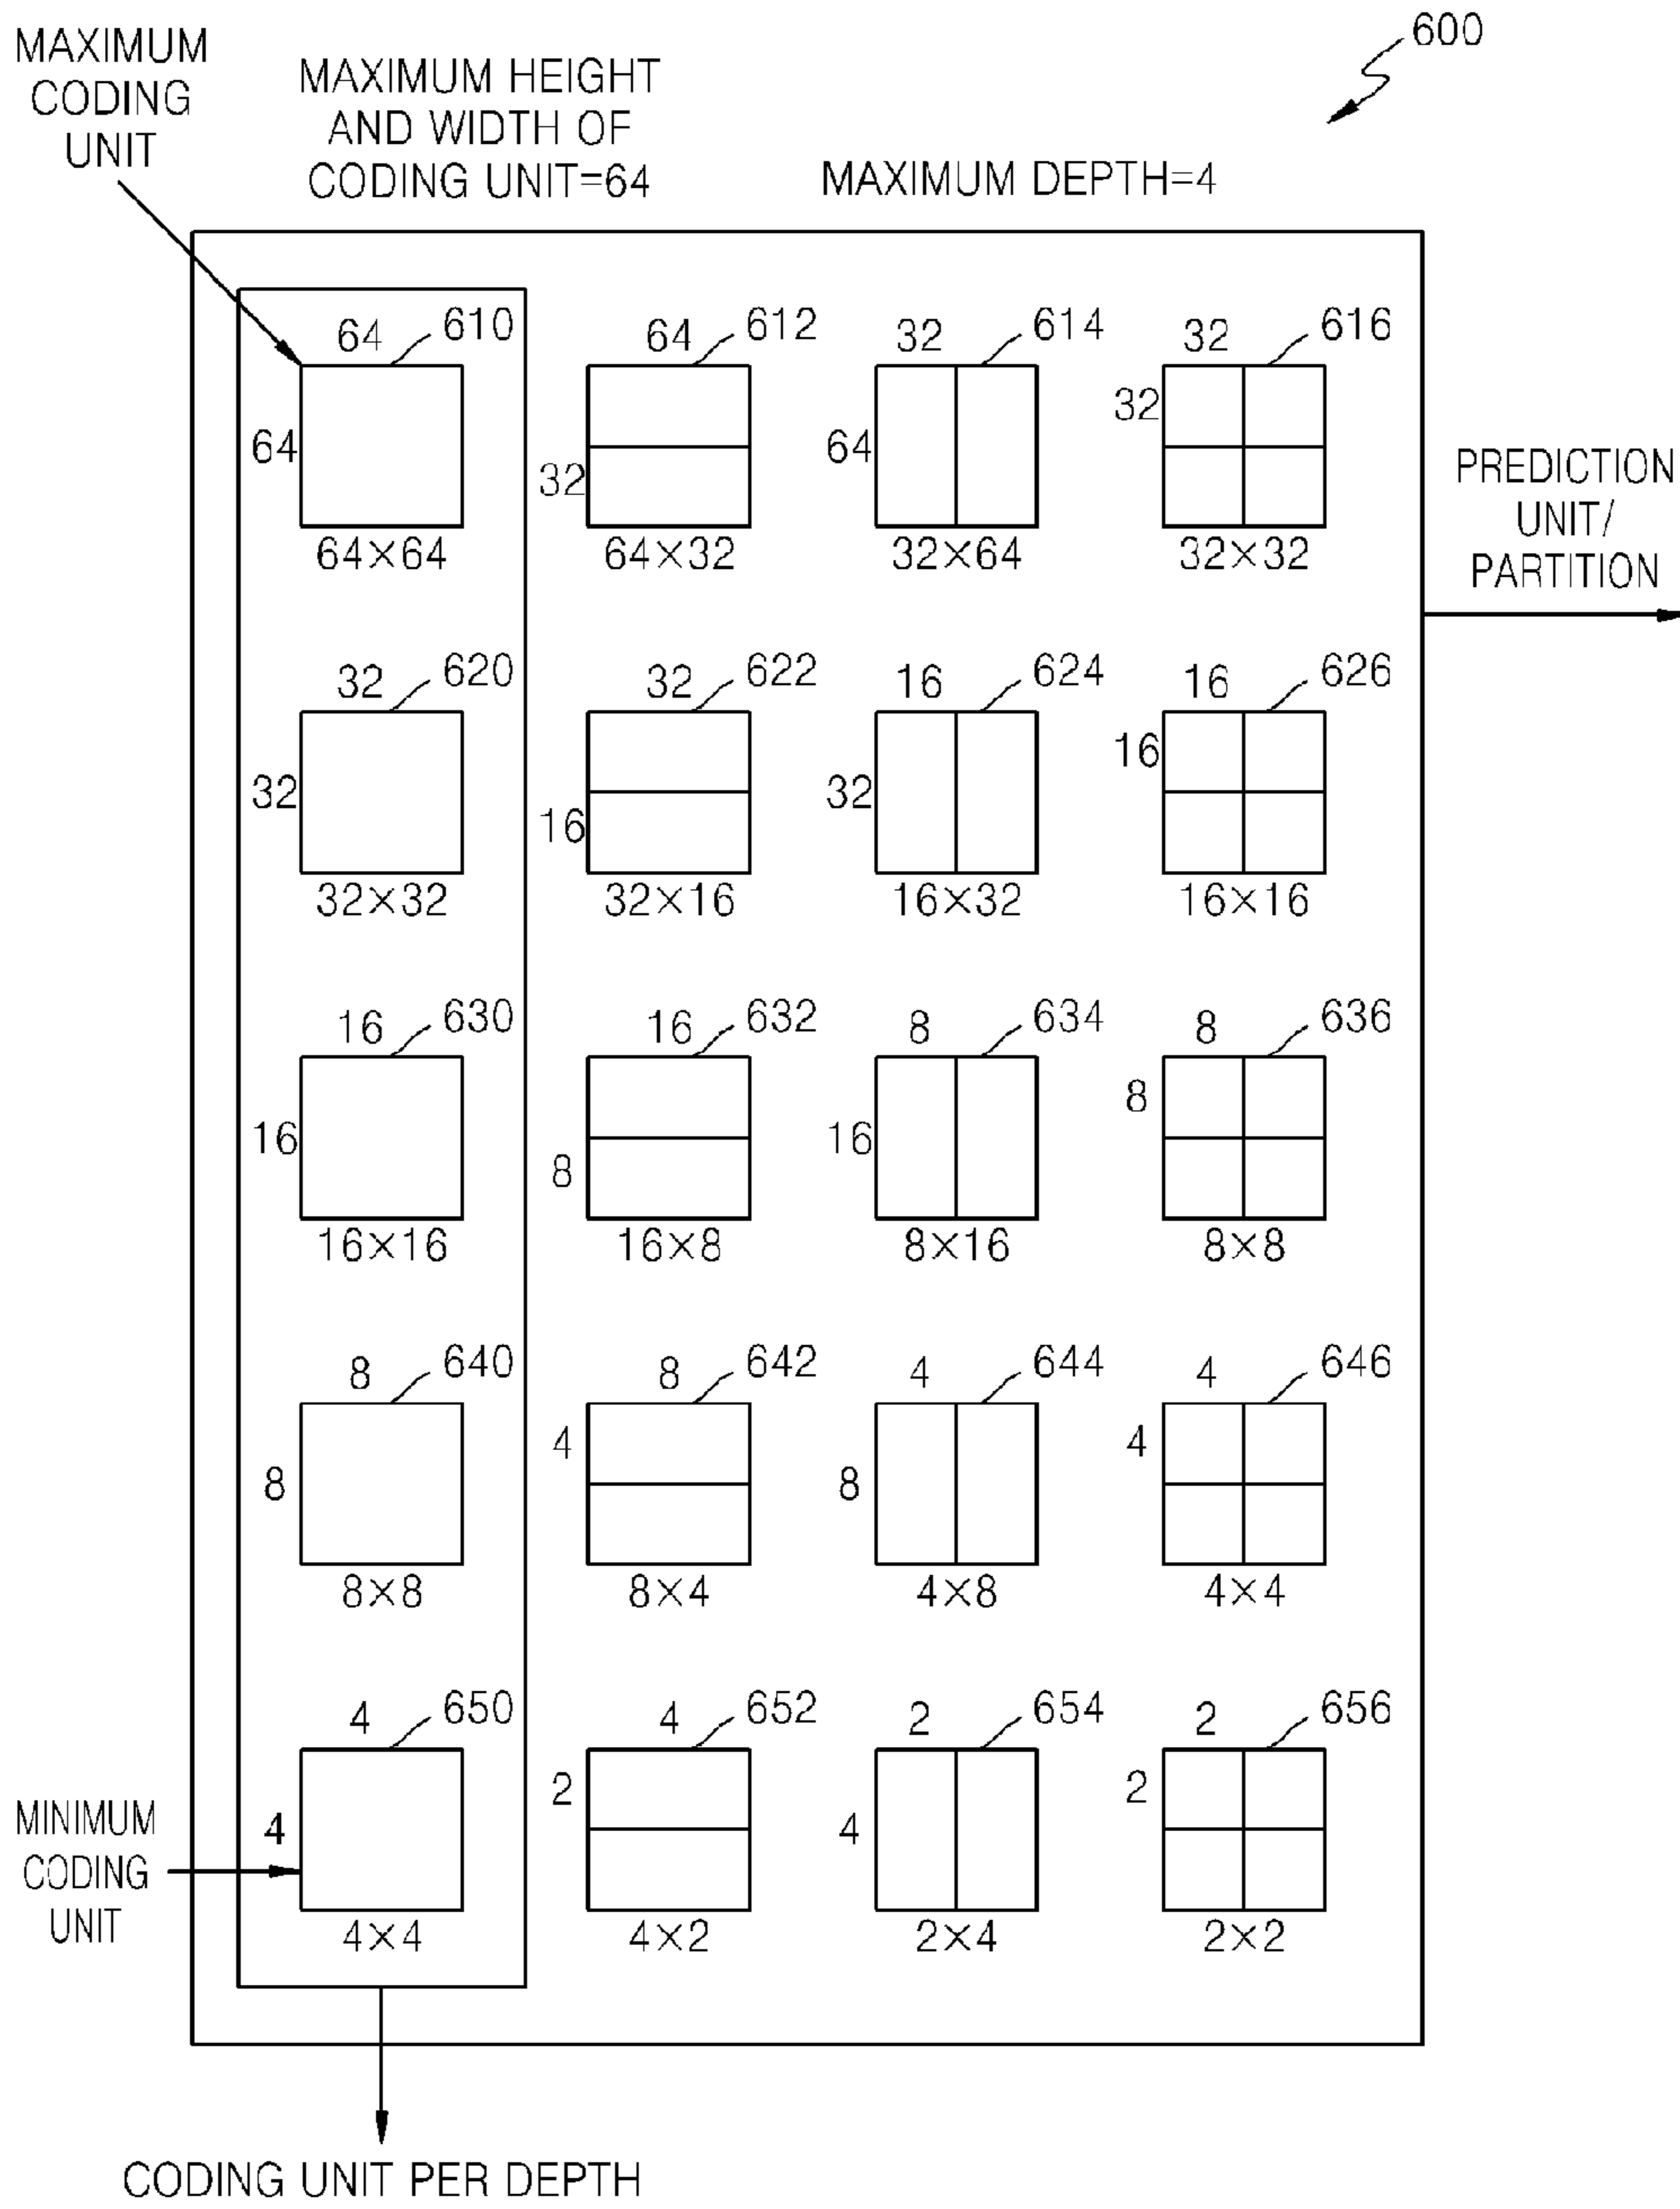 600
MAXIMUM
CODING
UNIT
MAXIMUM HEIGHT
AND WIDTH OF
CODING UNIT=64
MAXIMUM DEPTH=4
64 610 64 612 32 614 32 616
64 32 64 32
64×64 64×32 32×64 32×32
PREDICTION
UNIT/
PARTITION
32 620 32 622 16 624 16 626
32 16 32 16
32×32 32×16 16×32 16×16
16 630 16 632 8 634 8 636
16 8 16 8
16×16 16×8 8×16 8×8
8 640 8 642 4 644 4 646
8 4 8 4
8×8 8×4 4×8 4×4
4 650 4 652 2 654 2 656
4 2 4 2
4×4 4×2 2×4 2×2
MINIMUM
CODING
UNIT
CODING UNIT PER DEPTH